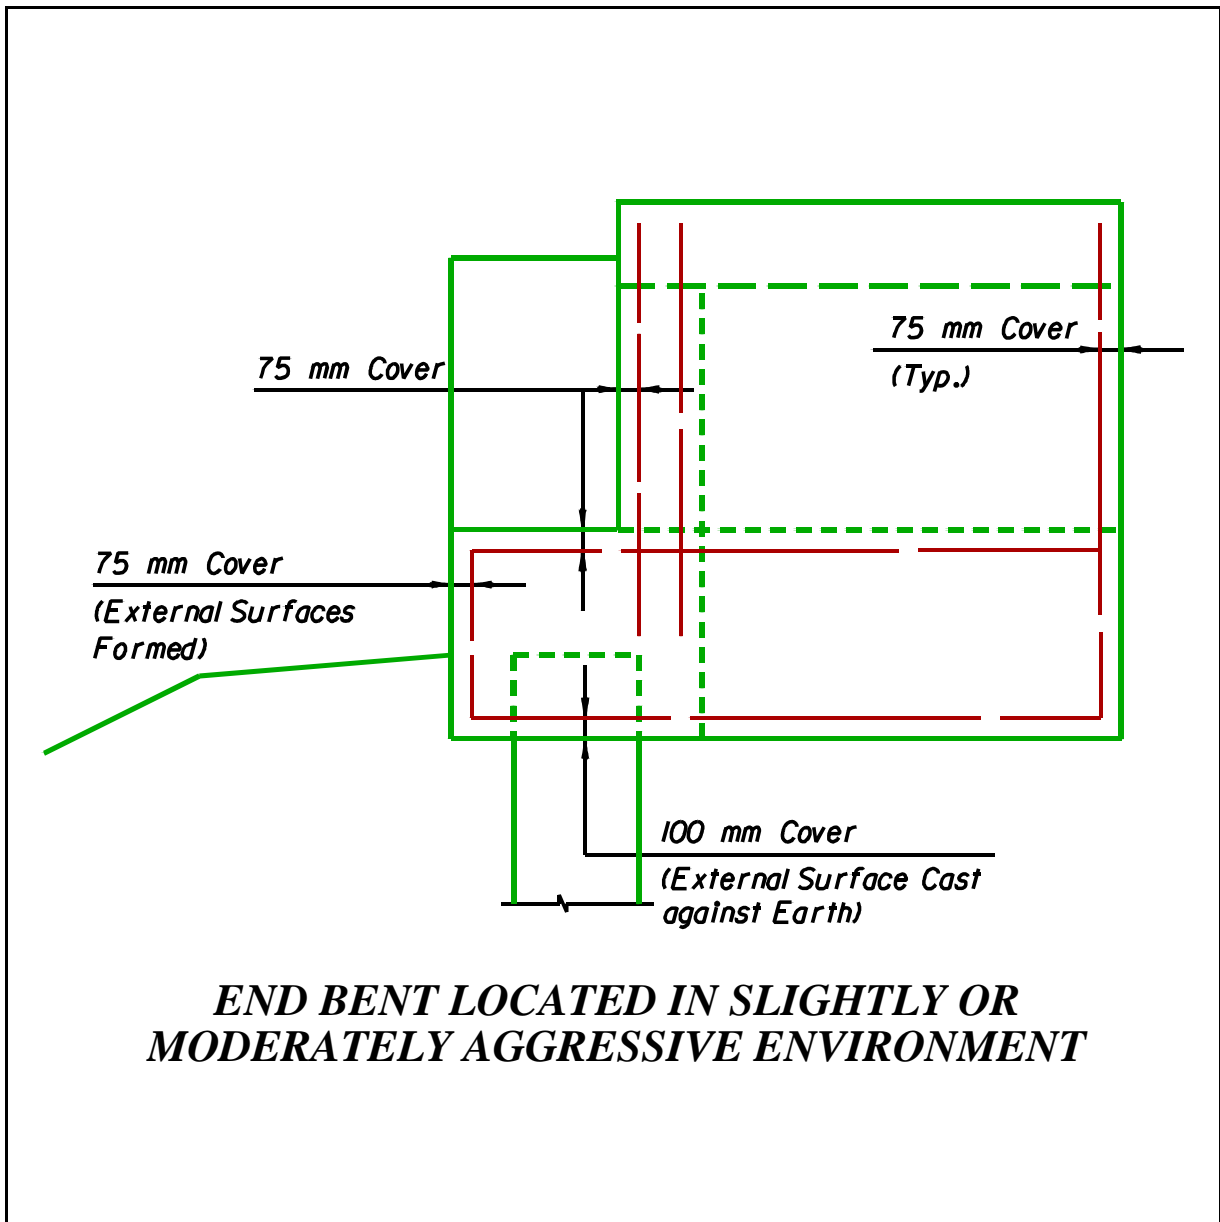 75 mm Cover
(Typ.)
75 mm Cover
75 mm Cover
(External Surfaces
Formed)
100 mm Cover
(External Surface Cast
against Earth)
END BENT LOCATED IN SLIGHTLY OR
MODERATELY AGGRESSIVE ENVIRONMENT